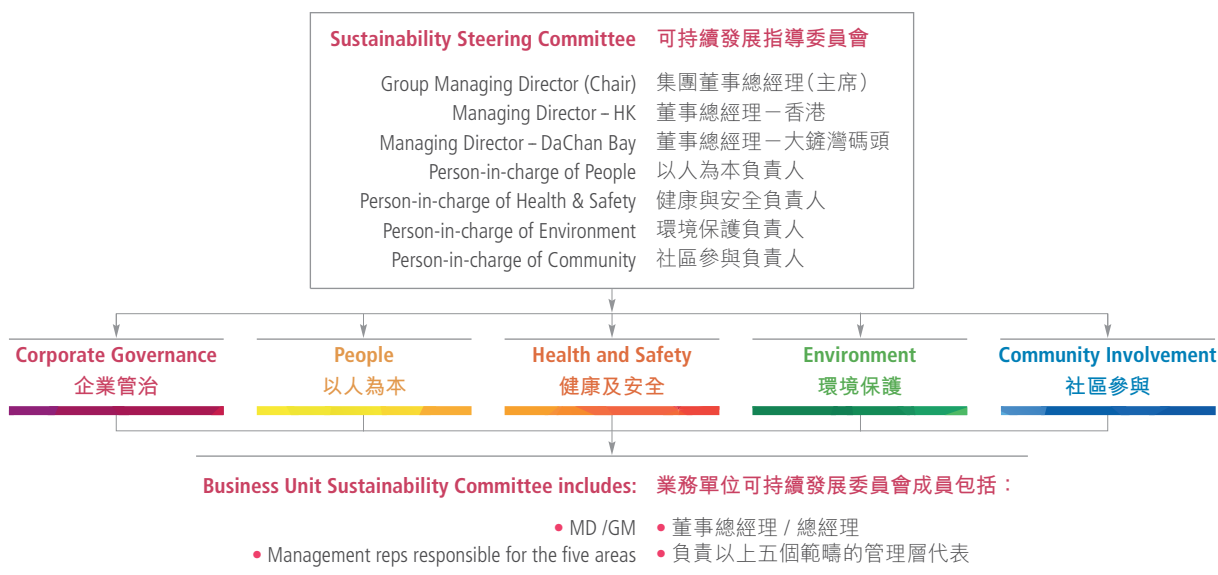 Sustainability Steering Committee 可持續發展指導委員會
Group Managing Director (Chair) 集團董事總經理(主席)
Managing Director – HK 董事總經理－香港
Managing Director – DaChan Bay 董事總經理－大鏟灣碼頭
Person-in-charge of People 以人為本負責人
Person-in-charge of Health & Safety 健康與安全負責人
Person-in-charge of Environment 環境保護負責人
Person-in-charge of Community 社區參與負責人
Corporate Governance
企業管治
People
以人為本
Health and Safety
健康及安全
Environment
環境保護
Community Involvement
社區參與
Business Unit Sustainability Committee includes: 業務單位可持續發展委員會成員包括：
• MD /GM • 董事總經理 / 總經理
• Management reps responsible for the five areas • 負責以上五個範疇的管理層代表